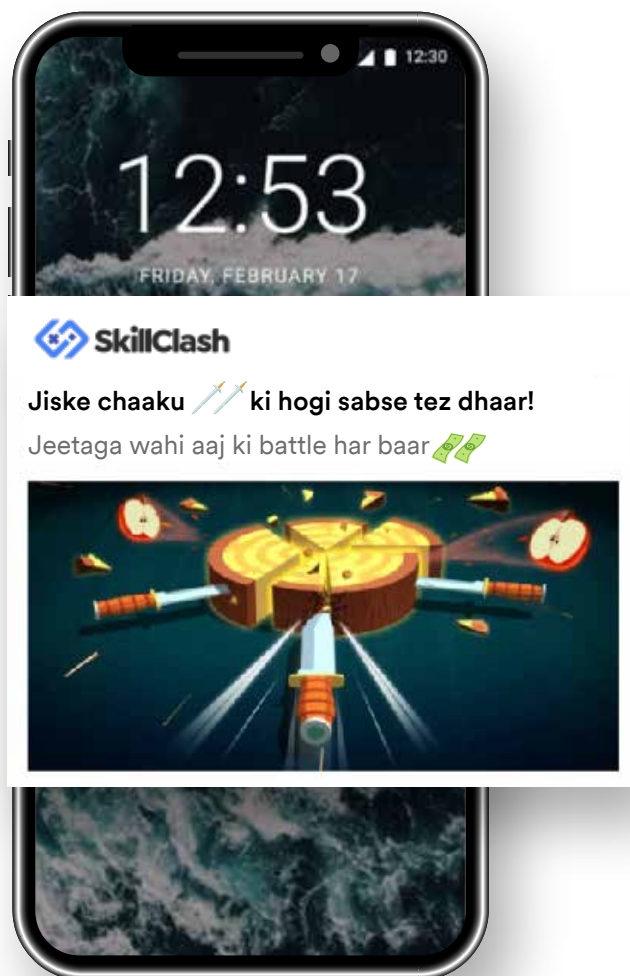 12:30
12:53
FRIDAY, FEBRUARY 17
SkillClash
Jiske chaaku 🗡️🗡️ ki hogi sabse tez dhaar!
Jeetaga wahi aaj ki battle har baar 💵💵